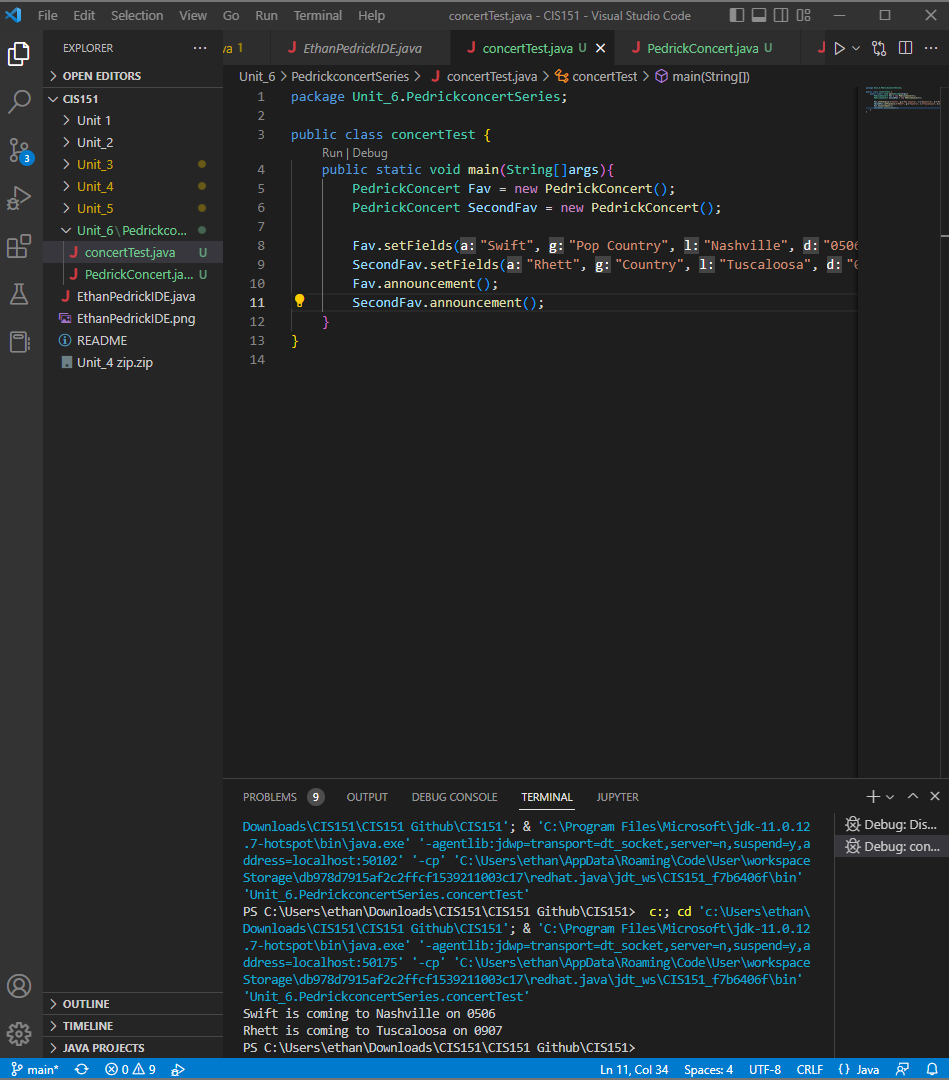 File Edit Selection View Go Run Terminal Help concertTest.java - CIS151 - Visual Studio Code
EXPLORER
va 1 EthanPedrickIDE.java concertTest.java U PedrickConcert.java U
OPEN EDITORS
CIS151
Unit 1
Unit_2
Unit_3
Unit_4
Unit_5
Unit_6\Pedrickco...
concertTest.java U
PedrickConcert.ja... U
EthanPedrickIDE.java
EthanPedrickIDE.png
README
Unit_4 zip.zip
3
OUTLINE
TIMELINE
JAVA PROJECTS
Unit_6 > PedrickconcertSeries > concertTest.java > concertTest > main(String[])
1 package Unit_6.PedrickconcertSeries;
2
3 public class concertTest {
Run | Debug
4 public static void main(String[]args){
5 PedrickConcert Fav = new PedrickConcert();
6 PedrickConcert SecondFav = new PedrickConcert();
7
8 Fav.setFields(a: "Swift", g: "Pop Country", l: "Nashville", d: "0506
9 SecondFav.setFields(a: "Rhett", g: "Country", l: "Tuscaloosa", d: "0
10 Fav.announcement();
11 SecondFav.announcement();
12 }
13 }
14
PROBLEMS 9 OUTPUT DEBUG CONSOLE TERMINAL JUPYTER
Downloads\CIS151\CIS151 Github\CIS151'; & 'C:\Program Files\Microsoft\jdk-11.0.12
.7-hotspot\bin\java.exe' '-agentlib:jdwp=transport=dt_socket,server=n,suspend=y,a
ddress=localhost:50102' '-cp' 'C:\Users\ethan\AppData\Roaming\Code\User\workspace
Storage\db978d7915af2c2ffcf1539211003c17\redhat.java\jdt_ws\CIS151_f7b6406f\bin'
'Unit_6.PedrickconcertSeries.concertTest'
PS C:\Users\ethan\Downloads\CIS151\CIS151 Github\CIS151> c:; cd 'c:\Users\ethan\
Downloads\CIS151\CIS151 Github\CIS151'; & 'C:\Program Files\Microsoft\jdk-11.0.12
.7-hotspot\bin\java.exe' '-agentlib:jdwp=transport=dt_socket,server=n,suspend=y,a
ddress=localhost:50175' '-cp' 'C:\Users\ethan\AppData\Roaming\Code\User\workspace
Storage\db978d7915af2c2ffcf1539211003c17\redhat.java\jdt_ws\CIS151_f7b6406f\bin'
'Unit_6.PedrickconcertSeries.concertTest'
Swift is coming to Nashville on 0506
Rhett is coming to Tuscaloosa on 0907
PS C:\Users\ethan\Downloads\CIS151\CIS151 Github\CIS151>
Debug: Dis...
Debug: con...
main* 0 9 Ln 11, Col 34 Spaces: 4 UTF-8 CRLF {} Java